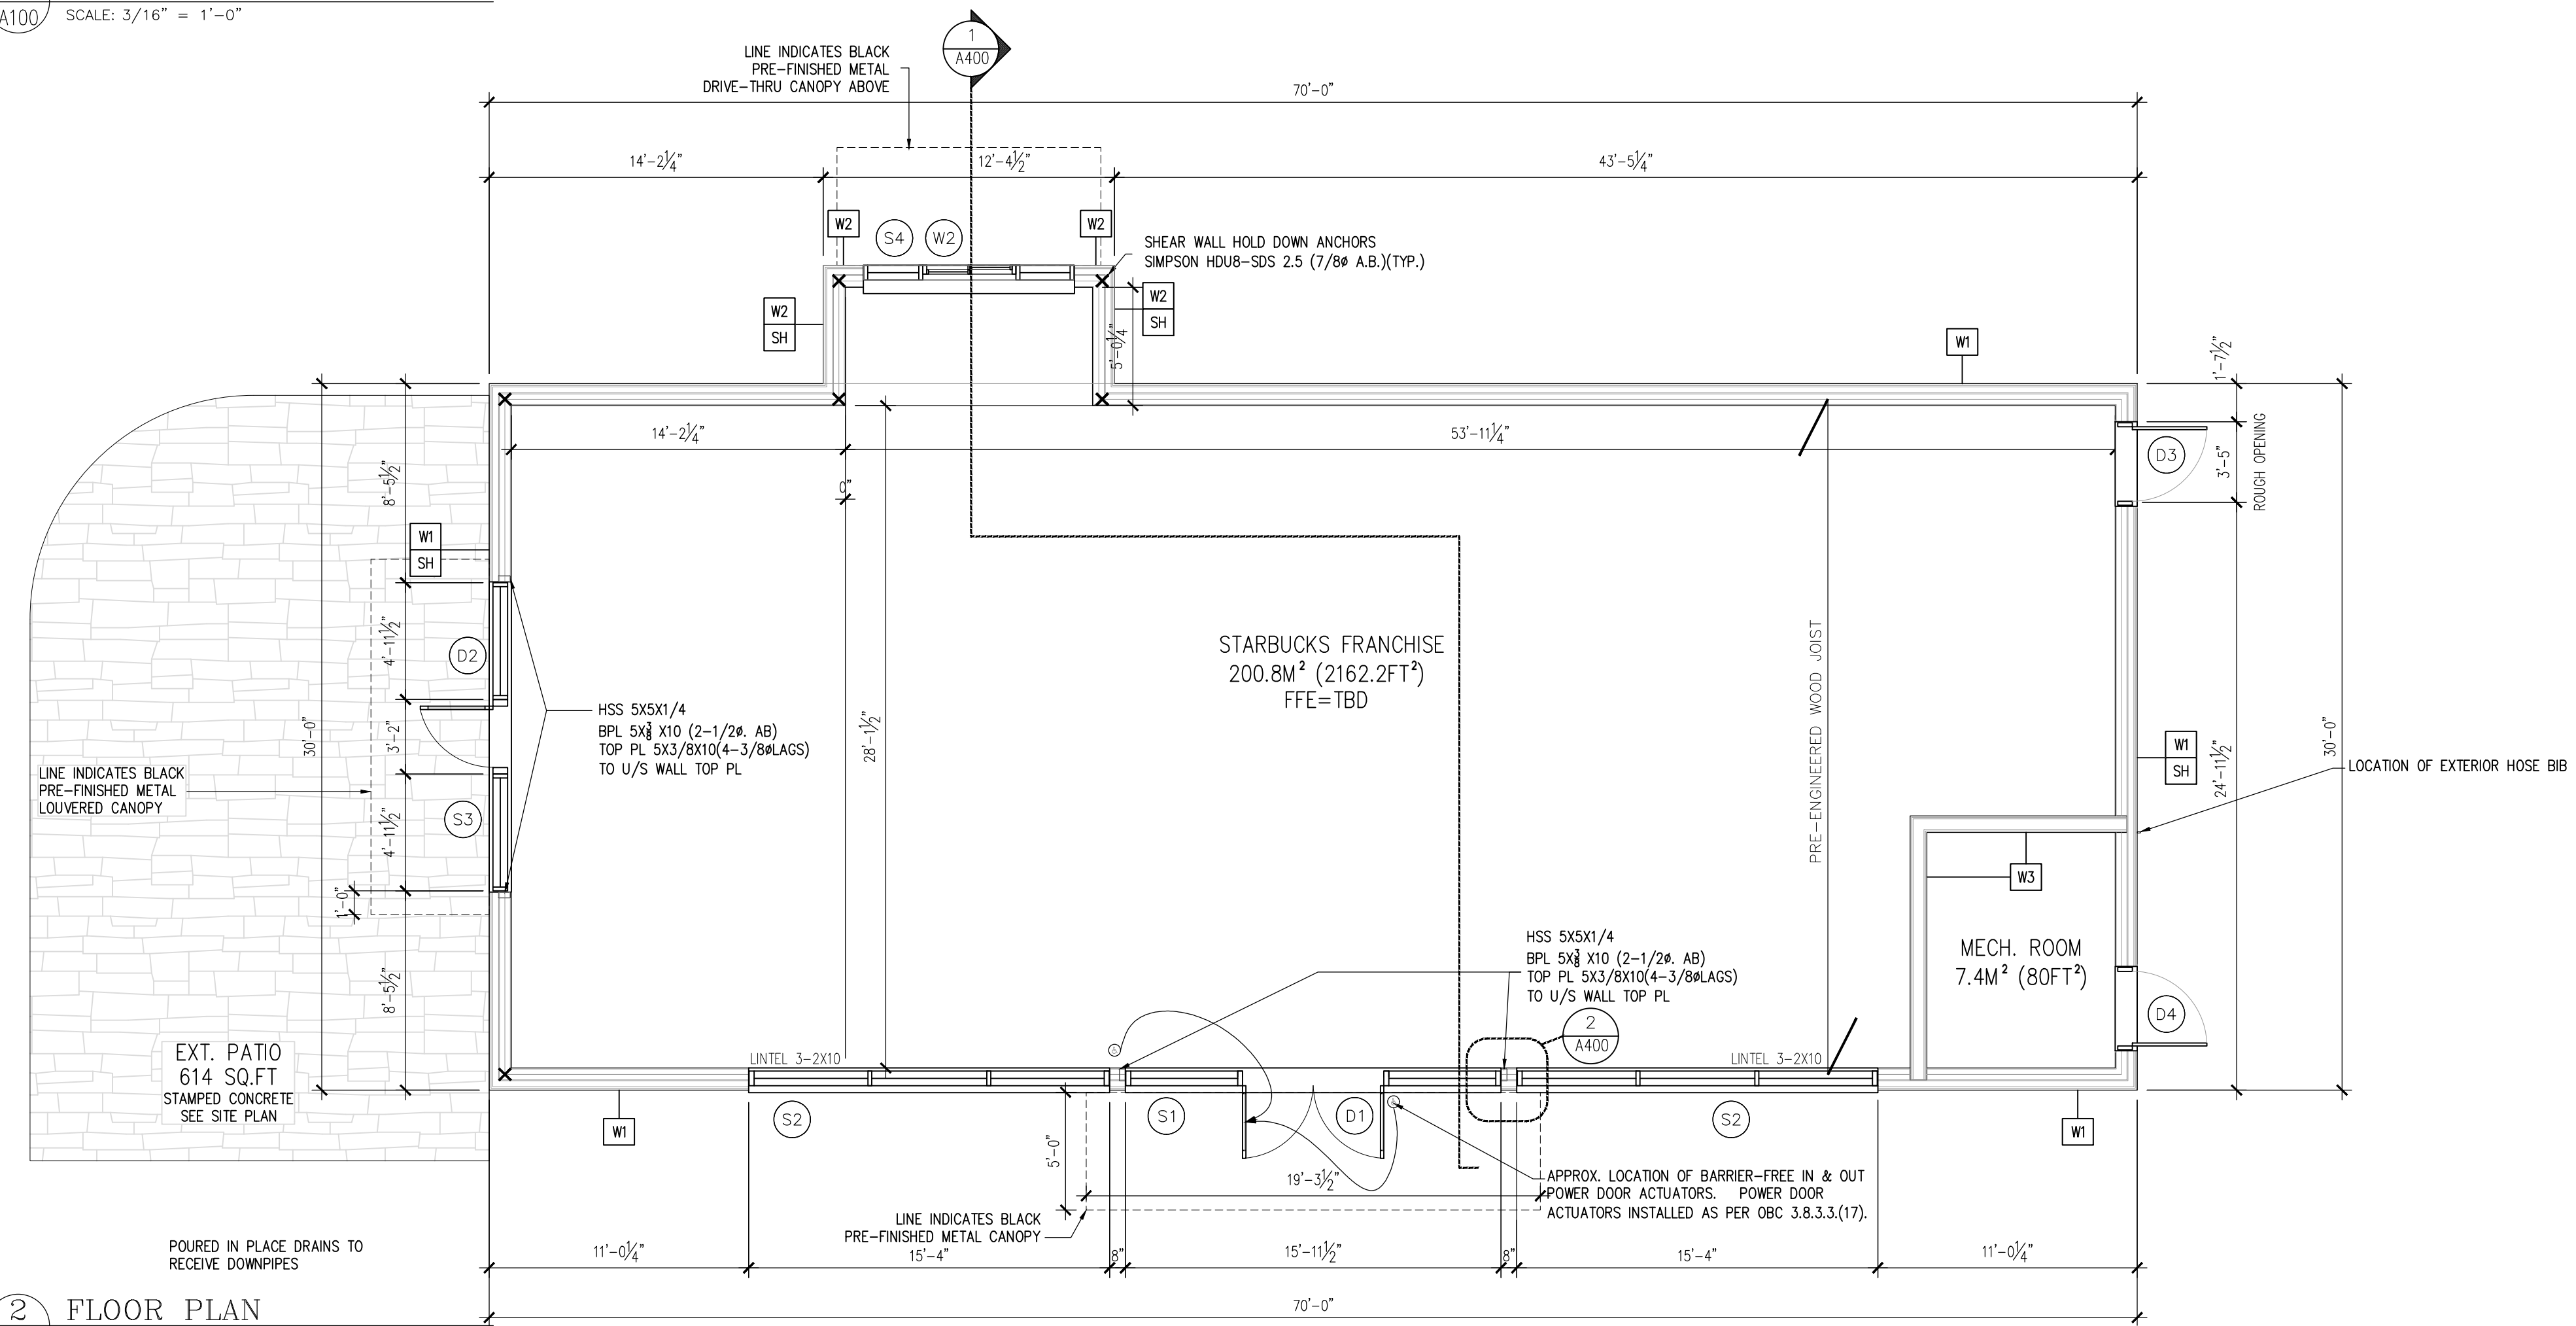 A100
SCALE: 3/16" = 1'-0"
1
A400
LINE INDICATES BLACK
PRE-FINISHED METAL
DRIVE-THRU CANOPY ABOVE
70'-0"
14'-2¼"
12'-4½"
43'-5¼"
W2
S4
W2
W2
SHEAR WALL HOLD DOWN ANCHORS
SIMPSON HDU8-SDS 2.5 (7/8ø A.B.)(TYP.)
W2
SH
W2
SH
5'-0¼"
W1
1'-7½"
14'-2¼"
53'-11¼"
0"
D3
3'-5"
ROUGH OPENING
8'-5½"
W1
SH
4'-11½"
D2
3'-2"
30'-0"
LINE INDICATES BLACK
PRE-FINISHED METAL
LOUVERED CANOPY
S3
4'-11½"
1'-0"
8'-5½"
HSS 5X5X1/4
BPL 5X⅜ X10 (2-1/2ø. AB)
TOP PL 5X3/8X10(4-3/8øLAGS)
TO U/S WALL TOP PL
28'-1½"
STARBUCKS FRANCHISE
200.8M² (2162.2FT²)
FFE=TBD
PRE-ENGINEERED WOOD JOIST
W1
SH
24'-11½"
30'-0"
LOCATION OF EXTERIOR HOSE BIB
W3
MECH. ROOM
7.4M² (80FT²)
D4
HSS 5X5X1/4
BPL 5X⅜ X10 (2-1/2ø. AB)
TOP PL 5X3/8X10(4-3/8øLAGS)
TO U/S WALL TOP PL
2
A400
EXT. PATIO
614 SQ.FT
STAMPED CONCRETE
SEE SITE PLAN
LINTEL 3-2X10
LINTEL 3-2X10
W1
S2
S1
D1
S2
W1
5'-0"
19'-3½"
APPROX. LOCATION OF BARRIER-FREE IN & OUT
POWER DOOR ACTUATORS. POWER DOOR
ACTUATORS INSTALLED AS PER OBC 3.8.3.3.(17).
LINE INDICATES BLACK
PRE-FINISHED METAL CANOPY
POURED IN PLACE DRAINS TO
RECEIVE DOWNPIPES
11'-0¼"
15'-4"
8"
15'-11½"
8"
15'-4"
11'-0¼"
70'-0"
2
FLOOR PLAN